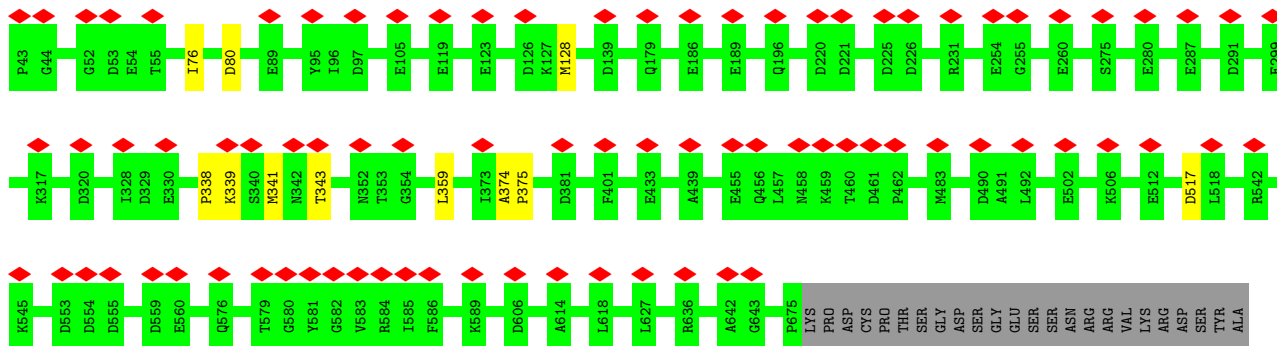 P43 G44 G52 D53 E54 T55 I76 D80 E89 Y95 I96 D97 E105 E119 E123 D126 K127 M128 D139 Q179 E186 E189 Q196 D220 D221 D225 D226 R231 E254 G255 E260 S275 E280 E287 D291
K317 D320 I328 D329 E330 P338 K339 S340 M341 N342 T343 N352 T353 G354 L359 I373 A374 P375 D381 F401 E433 A439 E455 Q456 L457 N458 K459 T460 D461 P462 M483 D490 A491 L492 E502 K506 E512 D517 L518 R542
K545 D553 D554 D555 D559 E560 Q576 T579 G580 Y581 G582 V583 R584 I585 F586 K589 D606 A614 L618 L627 R636 A642 G643 P675 LYS PRO ASP CYS PRO THR SER GLY ASP SER GLY GLU SER SER ASN ARG ARG VAL LYS ARG ASP SER TYR ALA